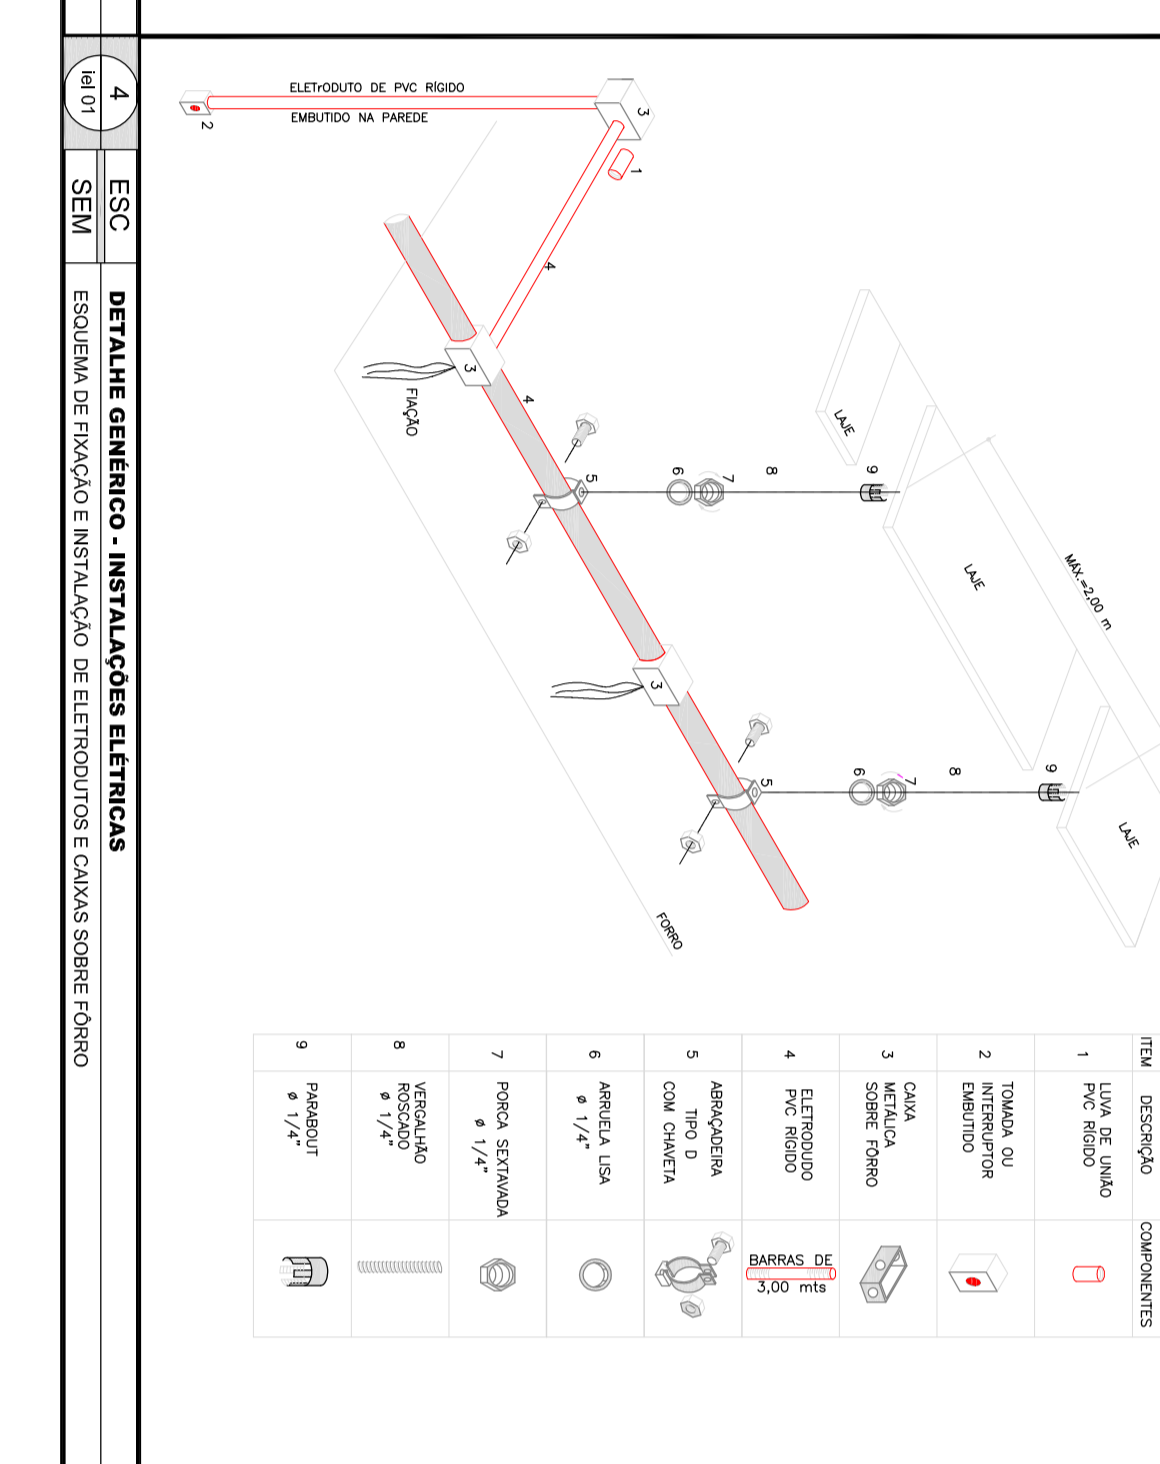 ELETrODUTO DE PVC RÍGIDO
EMBUTIDO NA PAREDE
2
3
1
4
3
FIAÇÃO
4
5
6
7
8
9
LAJE
LAJE
MÁX.=2,00 m
3
5
6
7
8
9
LAJE
FORRO
ITEM DESCRIÇÃO COMPONENTES
1
LUVA DE UNIÃO
PVC RÍGIDO
2
TOMADA OU
INTERRUPTOR
EMBUTIDO
3
CAIXA
METÁLICA
SOBRE FÔRRO
4
ELETRODUDO
PVC RÍGIDO
BARRAS DE
3,00 mts
5
ABRAÇADEIRA
TIPO D
COM CHAVETA
6
ARRUELA LISA
ø 1/4"
7
PORCA SEXTAVADA
ø 1/4"
8
VERGALHÃO
ROSCADO
ø 1/4"
9
PARABOUT
ø 1/4"
4
iel 01
ESC
SEM
DETALHE GENÉRICO - INSTALAÇÕES ELÉTRICAS
ESQUEMA DE FIXAÇÃO E INSTALAÇÃO DE ELETRODUTOS E CAIXAS SOBRE FÔRRO